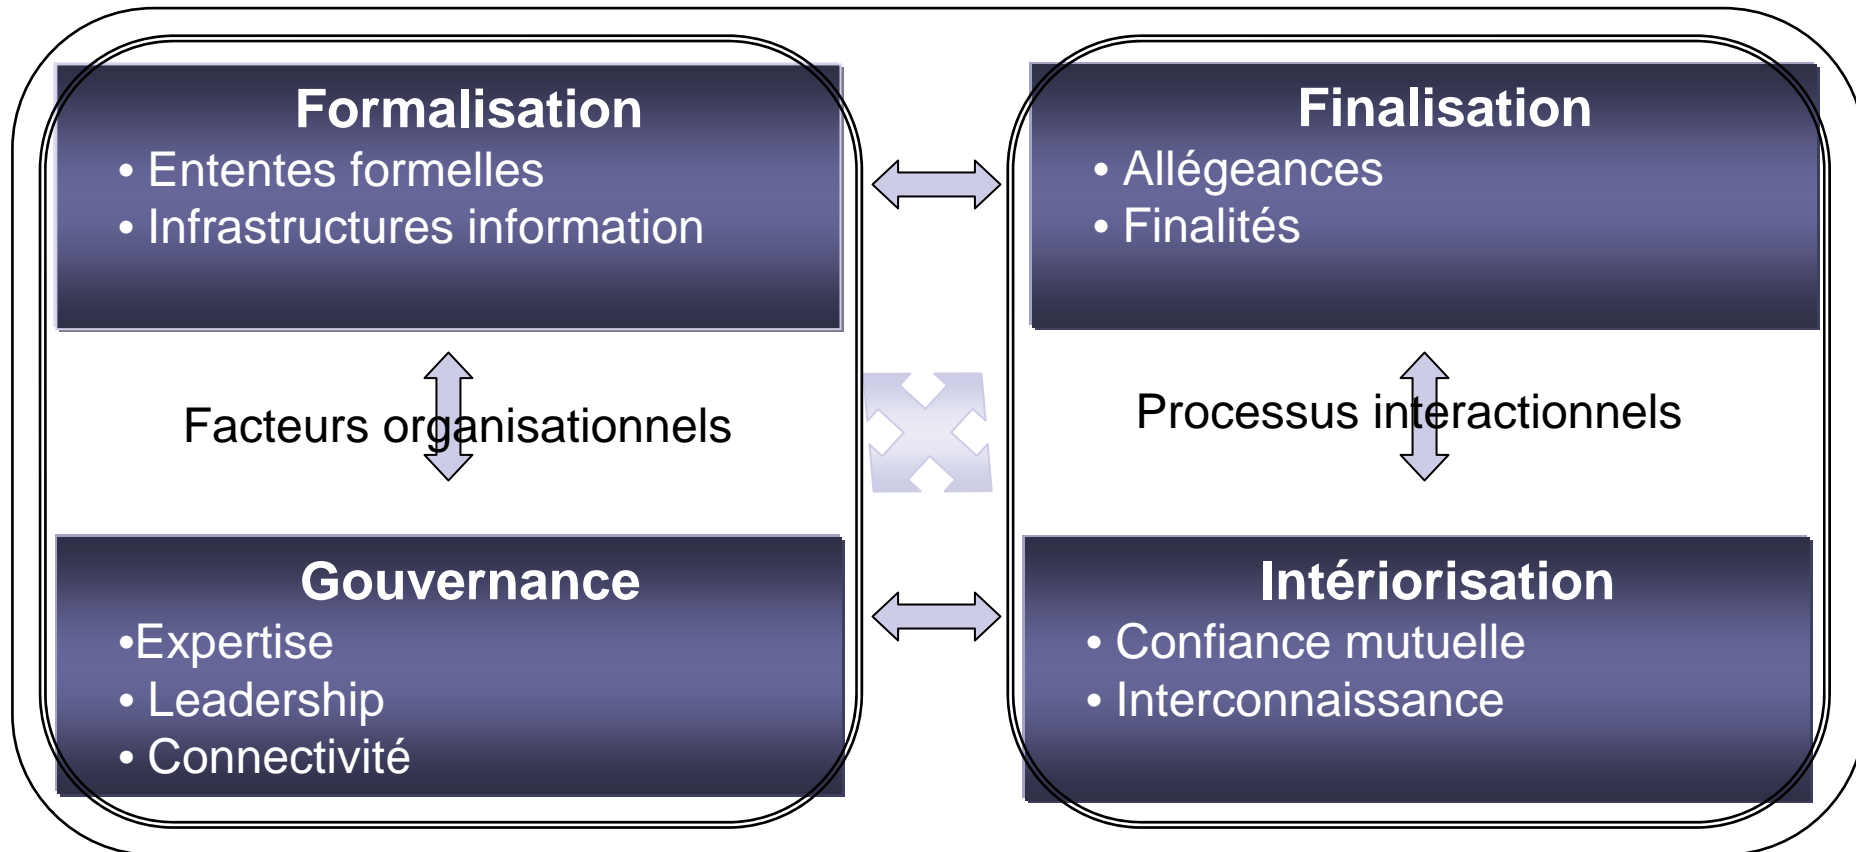 Formalisation
• Ententes formelles
• Infrastructures information
Finalisation
• Allégeances
• Finalités
Facteurs organisationnels
Processus interactionnels
Gouvernance
•Expertise
• Leadership
• Connectivité
Intériorisation
• Confiance mutuelle
• Interconnaissance